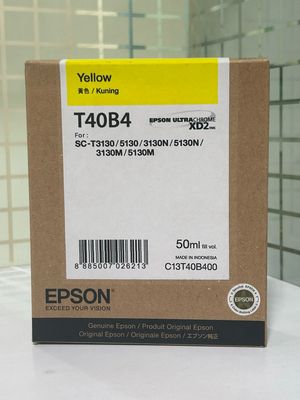 Yellow
黃色 / Kuning
T40B4
EPSON ULTRACHROME
XD2 INK
For :
SC-T3130 / 5130 / 3130N / 5130N /
3130M / 5130M
50ml fill vol.
MADE IN INDONESIA
8 885007 026213
C13T40B400
EPSON
EXCEED YOUR VISION
Genuine Epson / Produit Original Epson
Original Epson / Epson Originale / エプソン純正